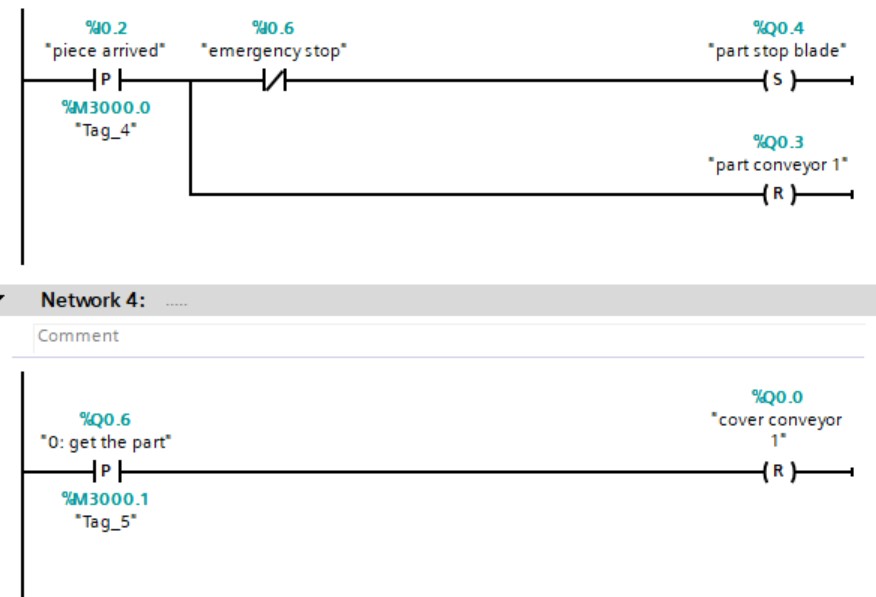 %I0.2 %I0.6 %Q0.4
"piece arrived" "emergency stop" "part stop blade"
P S
%M3000.0
"Tag_4"
%Q0.3
"part conveyor 1"
R
Network 4: .....
Comment
%Q0.0
%Q0.6 "cover conveyor
"0: get the part" 1"
P R
%M3000.1
"Tag_5"